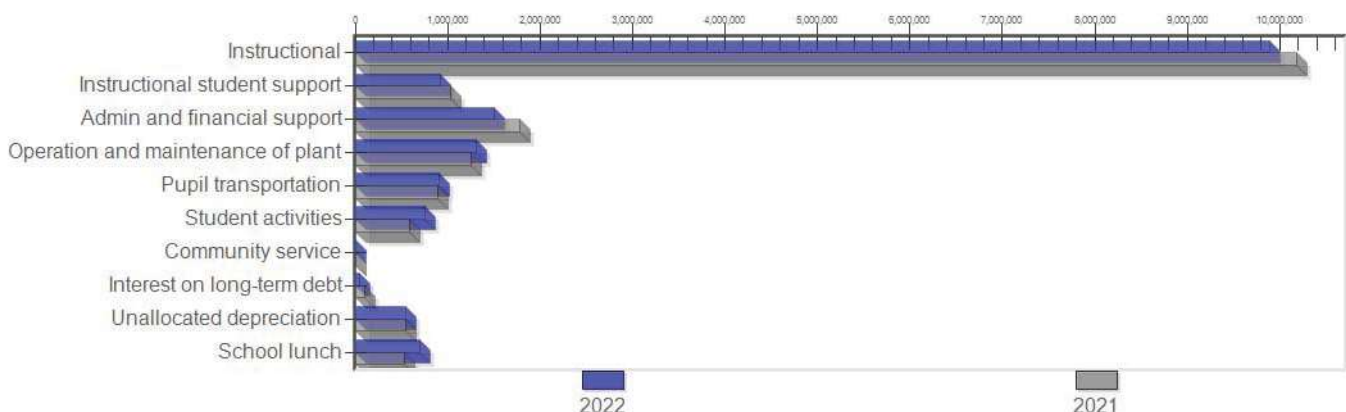 0 1,000,000 2,000,000 3,000,000 4,000,000 5,000,000 6,000,000 7,000,000 8,000,000 9,000,000 10,000,000
Instructional
Instructional student support
Admin and financial support
Operation and maintenance of plant
Pupil transportation
Student activities
Community service
Interest on long-term debt
Unallocated depreciation
School lunch
2022 2021